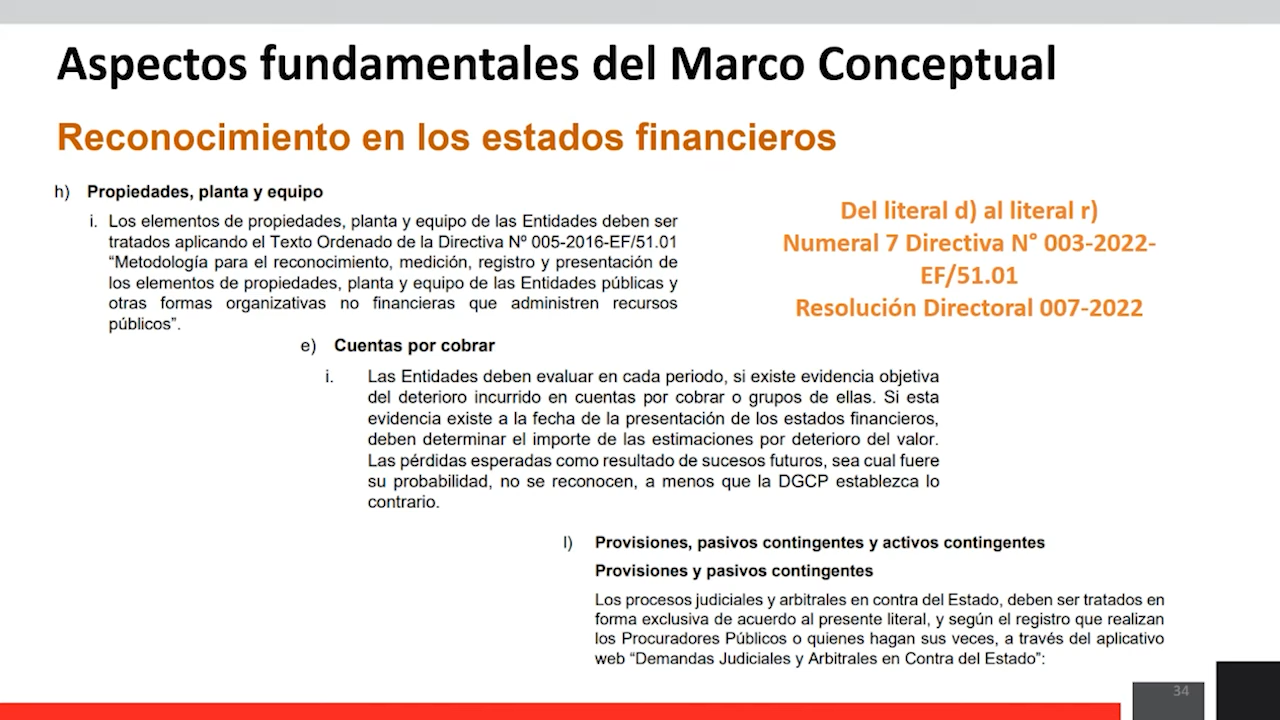 Aspectos fundamentales del Marco Conceptual
Reconocimiento en los estados financieros
h) Propiedades, planta y equipo
i. Los elementos de propiedades, planta y equipo de las Entidades deben ser
tratados aplicando el Texto Ordenado de la Directiva Nº 005-2016-EF/51.01
“Metodología para el reconocimiento, medición, registro y presentación de
los elementos de propiedades, planta y equipo de las Entidades públicas y
otras formas organizativas no financieras que administren recursos
públicos”.
Del literal d) al literal r)
Numeral 7 Directiva N° 003-2022-
EF/51.01
Resolución Directoral 007-2022
e) Cuentas por cobrar
i. Las Entidades deben evaluar en cada periodo, si existe evidencia objetiva
del deterioro incurrido en cuentas por cobrar o grupos de ellas. Si esta
evidencia existe a la fecha de la presentación de los estados financieros,
deben determinar el importe de las estimaciones por deterioro del valor.
Las pérdidas esperadas como resultado de sucesos futuros, sea cual fuere
su probabilidad, no se reconocen, a menos que la DGCP establezca lo
contrario.
l) Provisiones, pasivos contingentes y activos contingentes
Provisiones y pasivos contingentes
Los procesos judiciales y arbitrales en contra del Estado, deben ser tratados en
forma exclusiva de acuerdo al presente literal, y según el registro que realizan
los Procuradores Públicos o quienes hagan sus veces, a través del aplicativo
web “Demandas Judiciales y Arbitrales en Contra del Estado”:
34